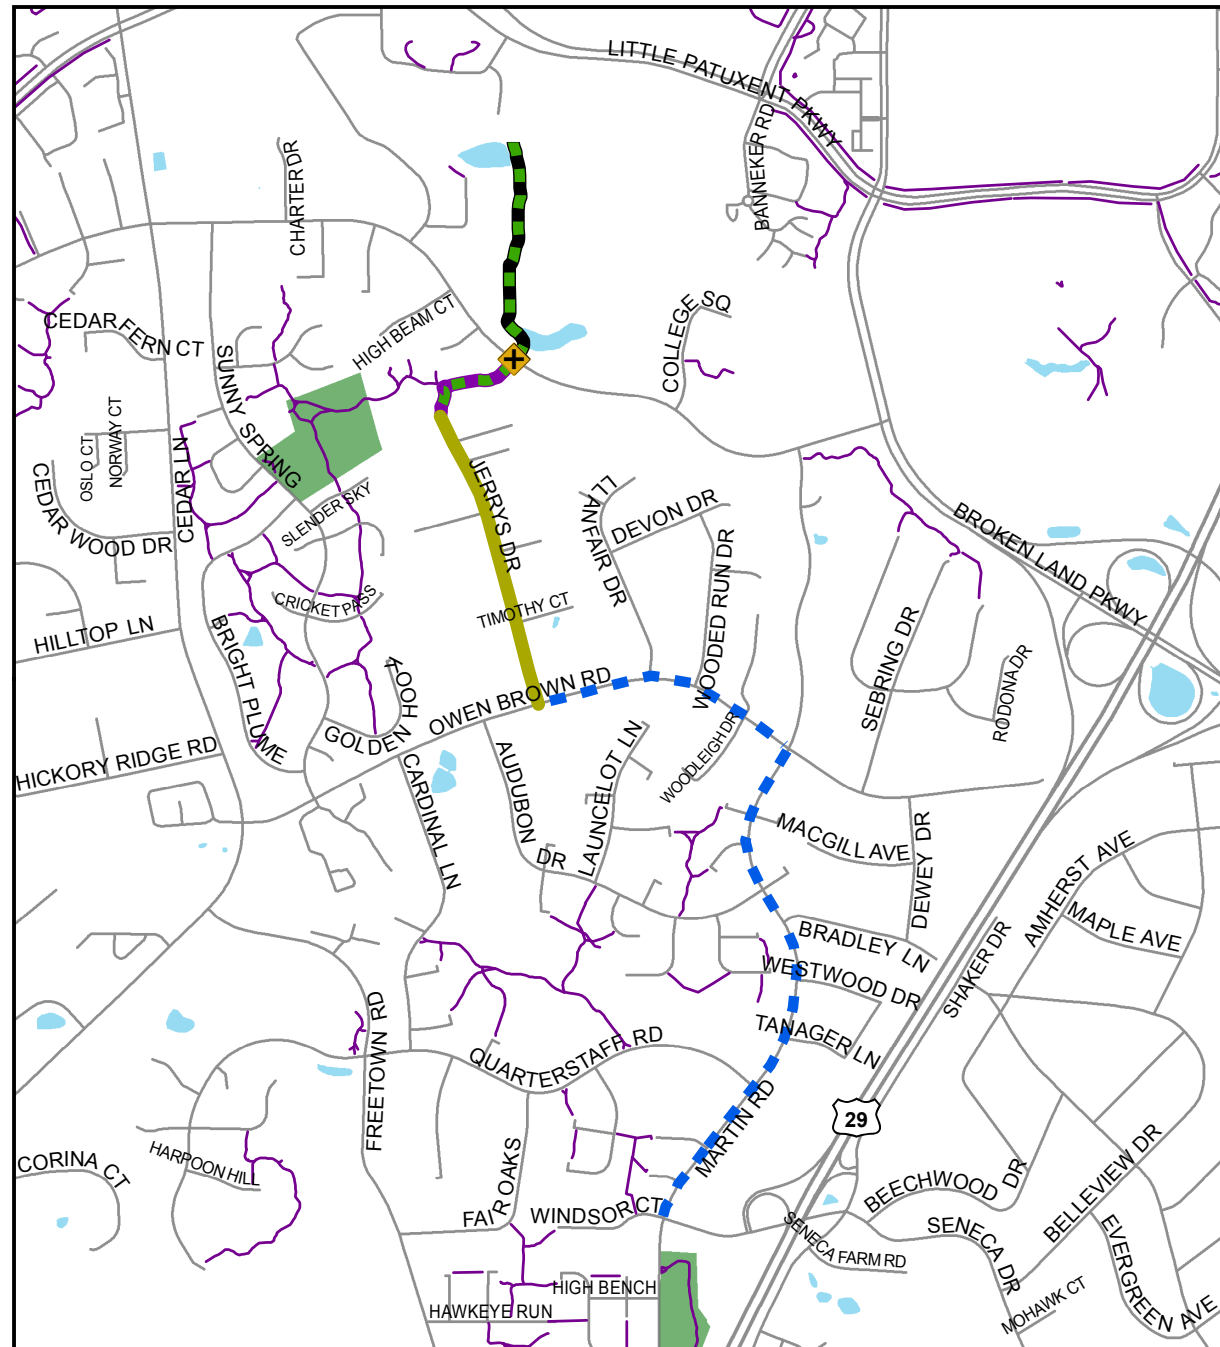 LITTLE PATUXENT PKWY
BANNEKER RD
CHARTER DR
HIGH BEAM CT
COLLEGE SQ
CEDAR FERN CT
SUNNY SPRING
OSLO CT
NORWAY CT
CEDAR LN
CEDAR WOOD DR
SLENDER SKY
JERRYS DR
LLANFAIR DR
DEVON DR
WOODED RUN DR
BROKEN LAND PKWY
CRICKET PASS
TIMOTHY CT
HILLTOP LN
BRIGHT PLUME
SEBRING DR
RODONA DR
GOLDEN HOOK
OWEN BROWN RD
HICKORY RIDGE RD
CARDINAL LN
AUDUBON DR
LAUNCELOT LN
WOODLEIGH DR
MACGILL AVE
DEWEY DR
AMHERST AVE
MAPLE AVE
BRADLEY LN
WESTWOOD DR
SHAKER DR
TANAGER LN
FREETOWN RD
QUARTERSTAFF RD
MARTIN RD
29
CORINA CT
HARPOON HILL
FAIR OAKS
WINDSOR CT
BEECHWOOD DR
BELLEVIEW DR
SENECA DR
SENECA FARM RD
EVERGREEN AVE
MOHAWK CT
HIGH BENCH
HAWKEYE RUN